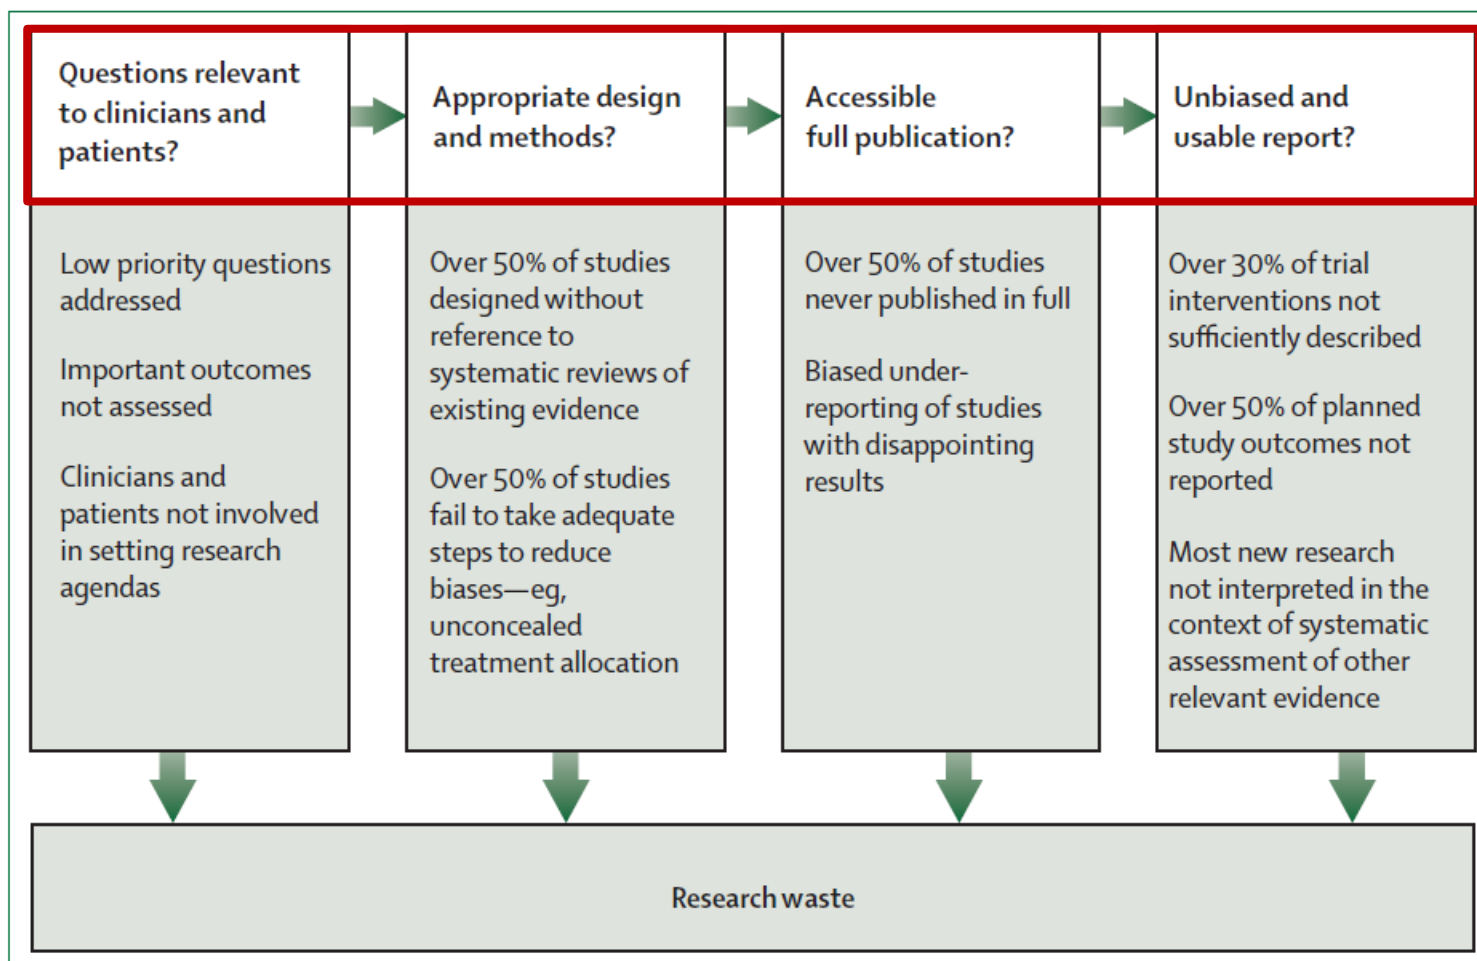 Questions relevant
to clinicians and
patients?
Appropriate design
and methods?
Accessible
full publication?
Unbiased and
usable report?
Low priority questions
addressed
Important outcomes
not assessed
Clinicians and
patients not involved
in setting research
agendas
Over 50% of studies
designed without
reference to
systematic reviews of
existing evidence
Over 50% of studies
fail to take adequate
steps to reduce
biases—eg,
unconcealed
treatment allocation
Over 50% of studies
never published in full
Biased under-
reporting of studies
with disappointing
results
Over 30% of trial
interventions not
sufficiently described
Over 50% of planned
study outcomes not
reported
Most new research
not interpreted in the
context of systematic
assessment of other
relevant evidence
Research waste